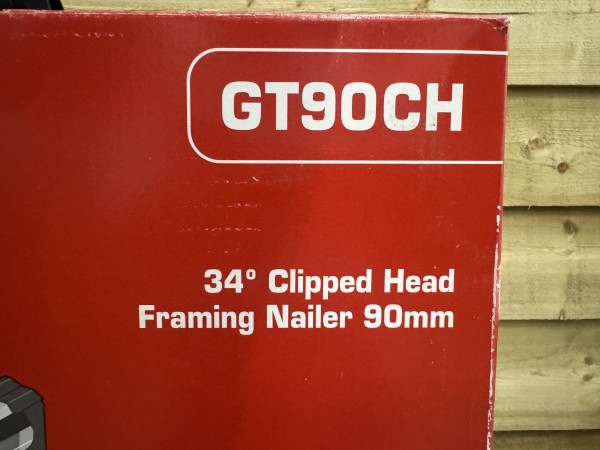 GT90CH
34° Clipped Head
Framing Nailer 90mm